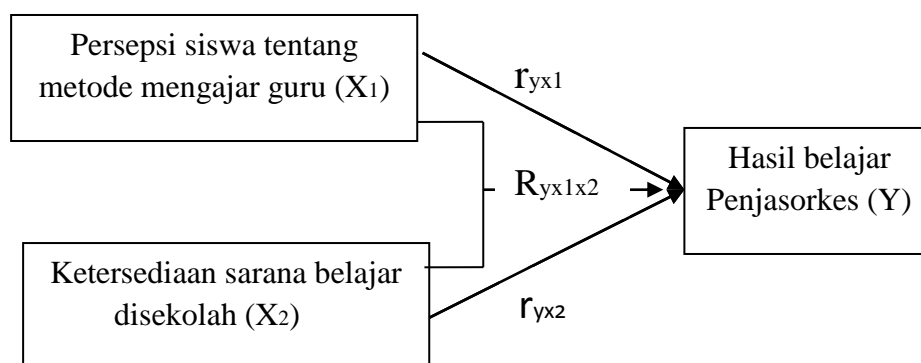 Persepsi siswa tentang
metode mengajar guru (X1)
ryx1
Ryx1x2
Hasil belajar
Penjasorkes (Y)
Ketersediaan sarana belajar
disekolah (X2)
ryx2